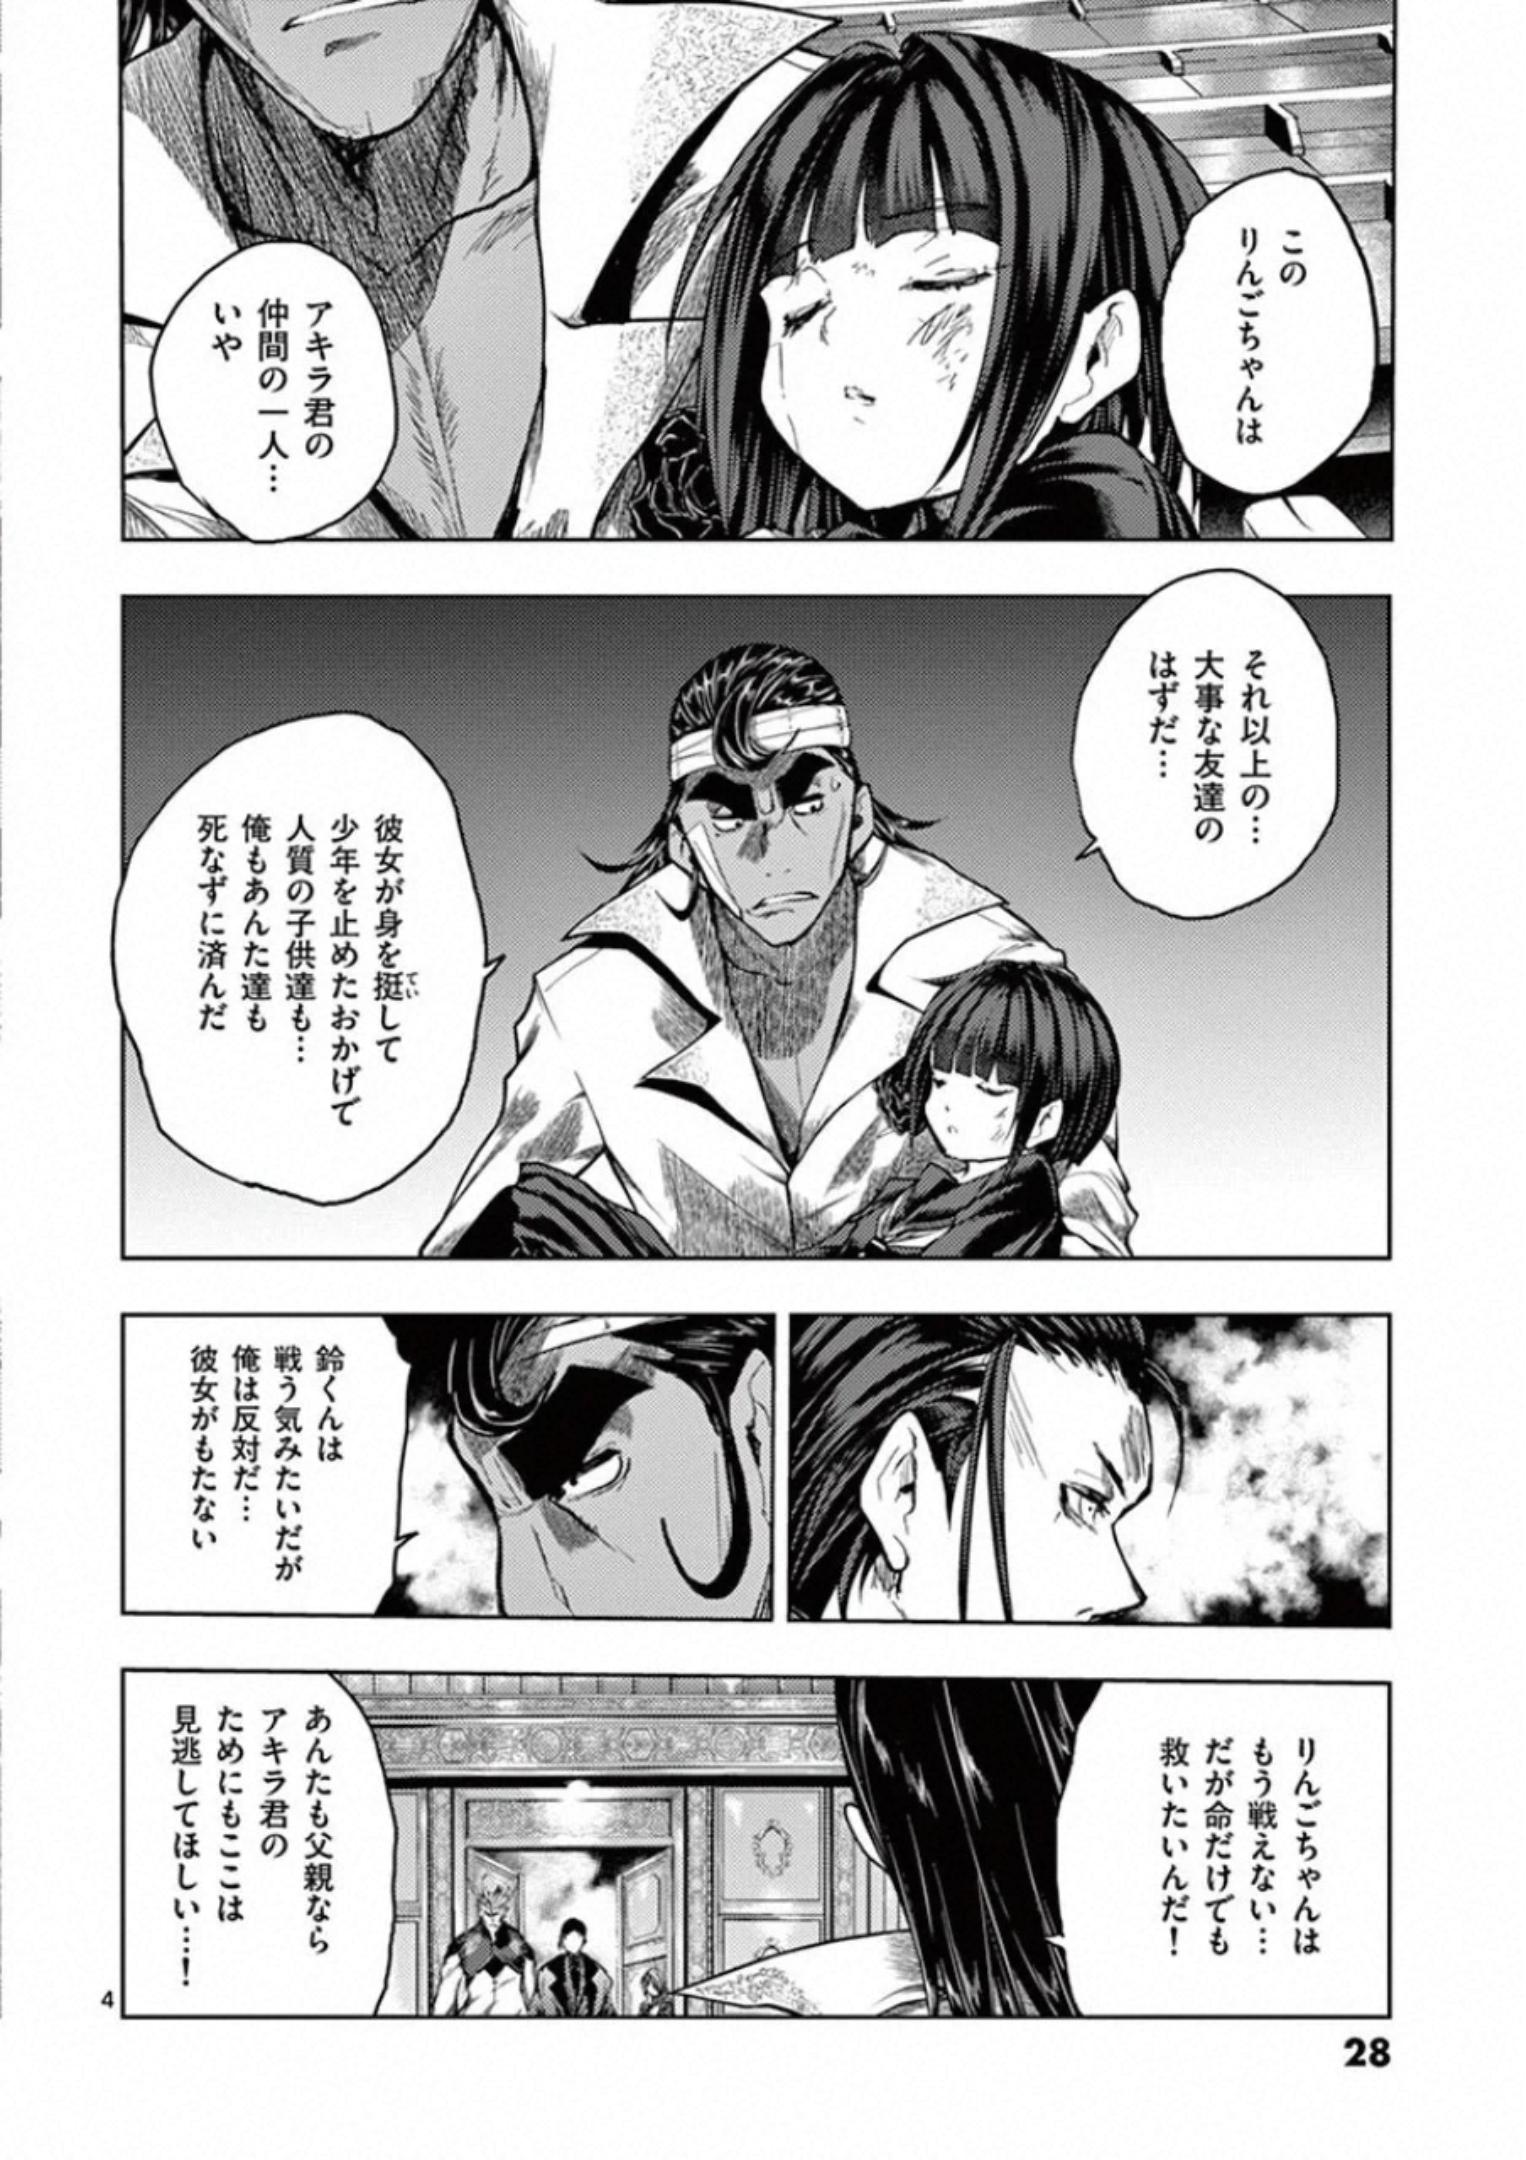 この
りんごちゃんは
アキラ君の
仲間の一人…
いや
それ以上の…
大事な友達の
はずだ…
彼女が身を挺して
てい
少年を止めたおかげで
人質の子供達も…
俺もあんた達も
死なずに済んだ
鈴くんは
戦う気みたいだが
俺は反対だ…
彼女がもたない
りんごちゃんは
もう戦えない…
だが命だけでも
救いたいんだ！
あんたも父親なら
アキラ君の
ためにもここは
見逃してほしい…！
4
28